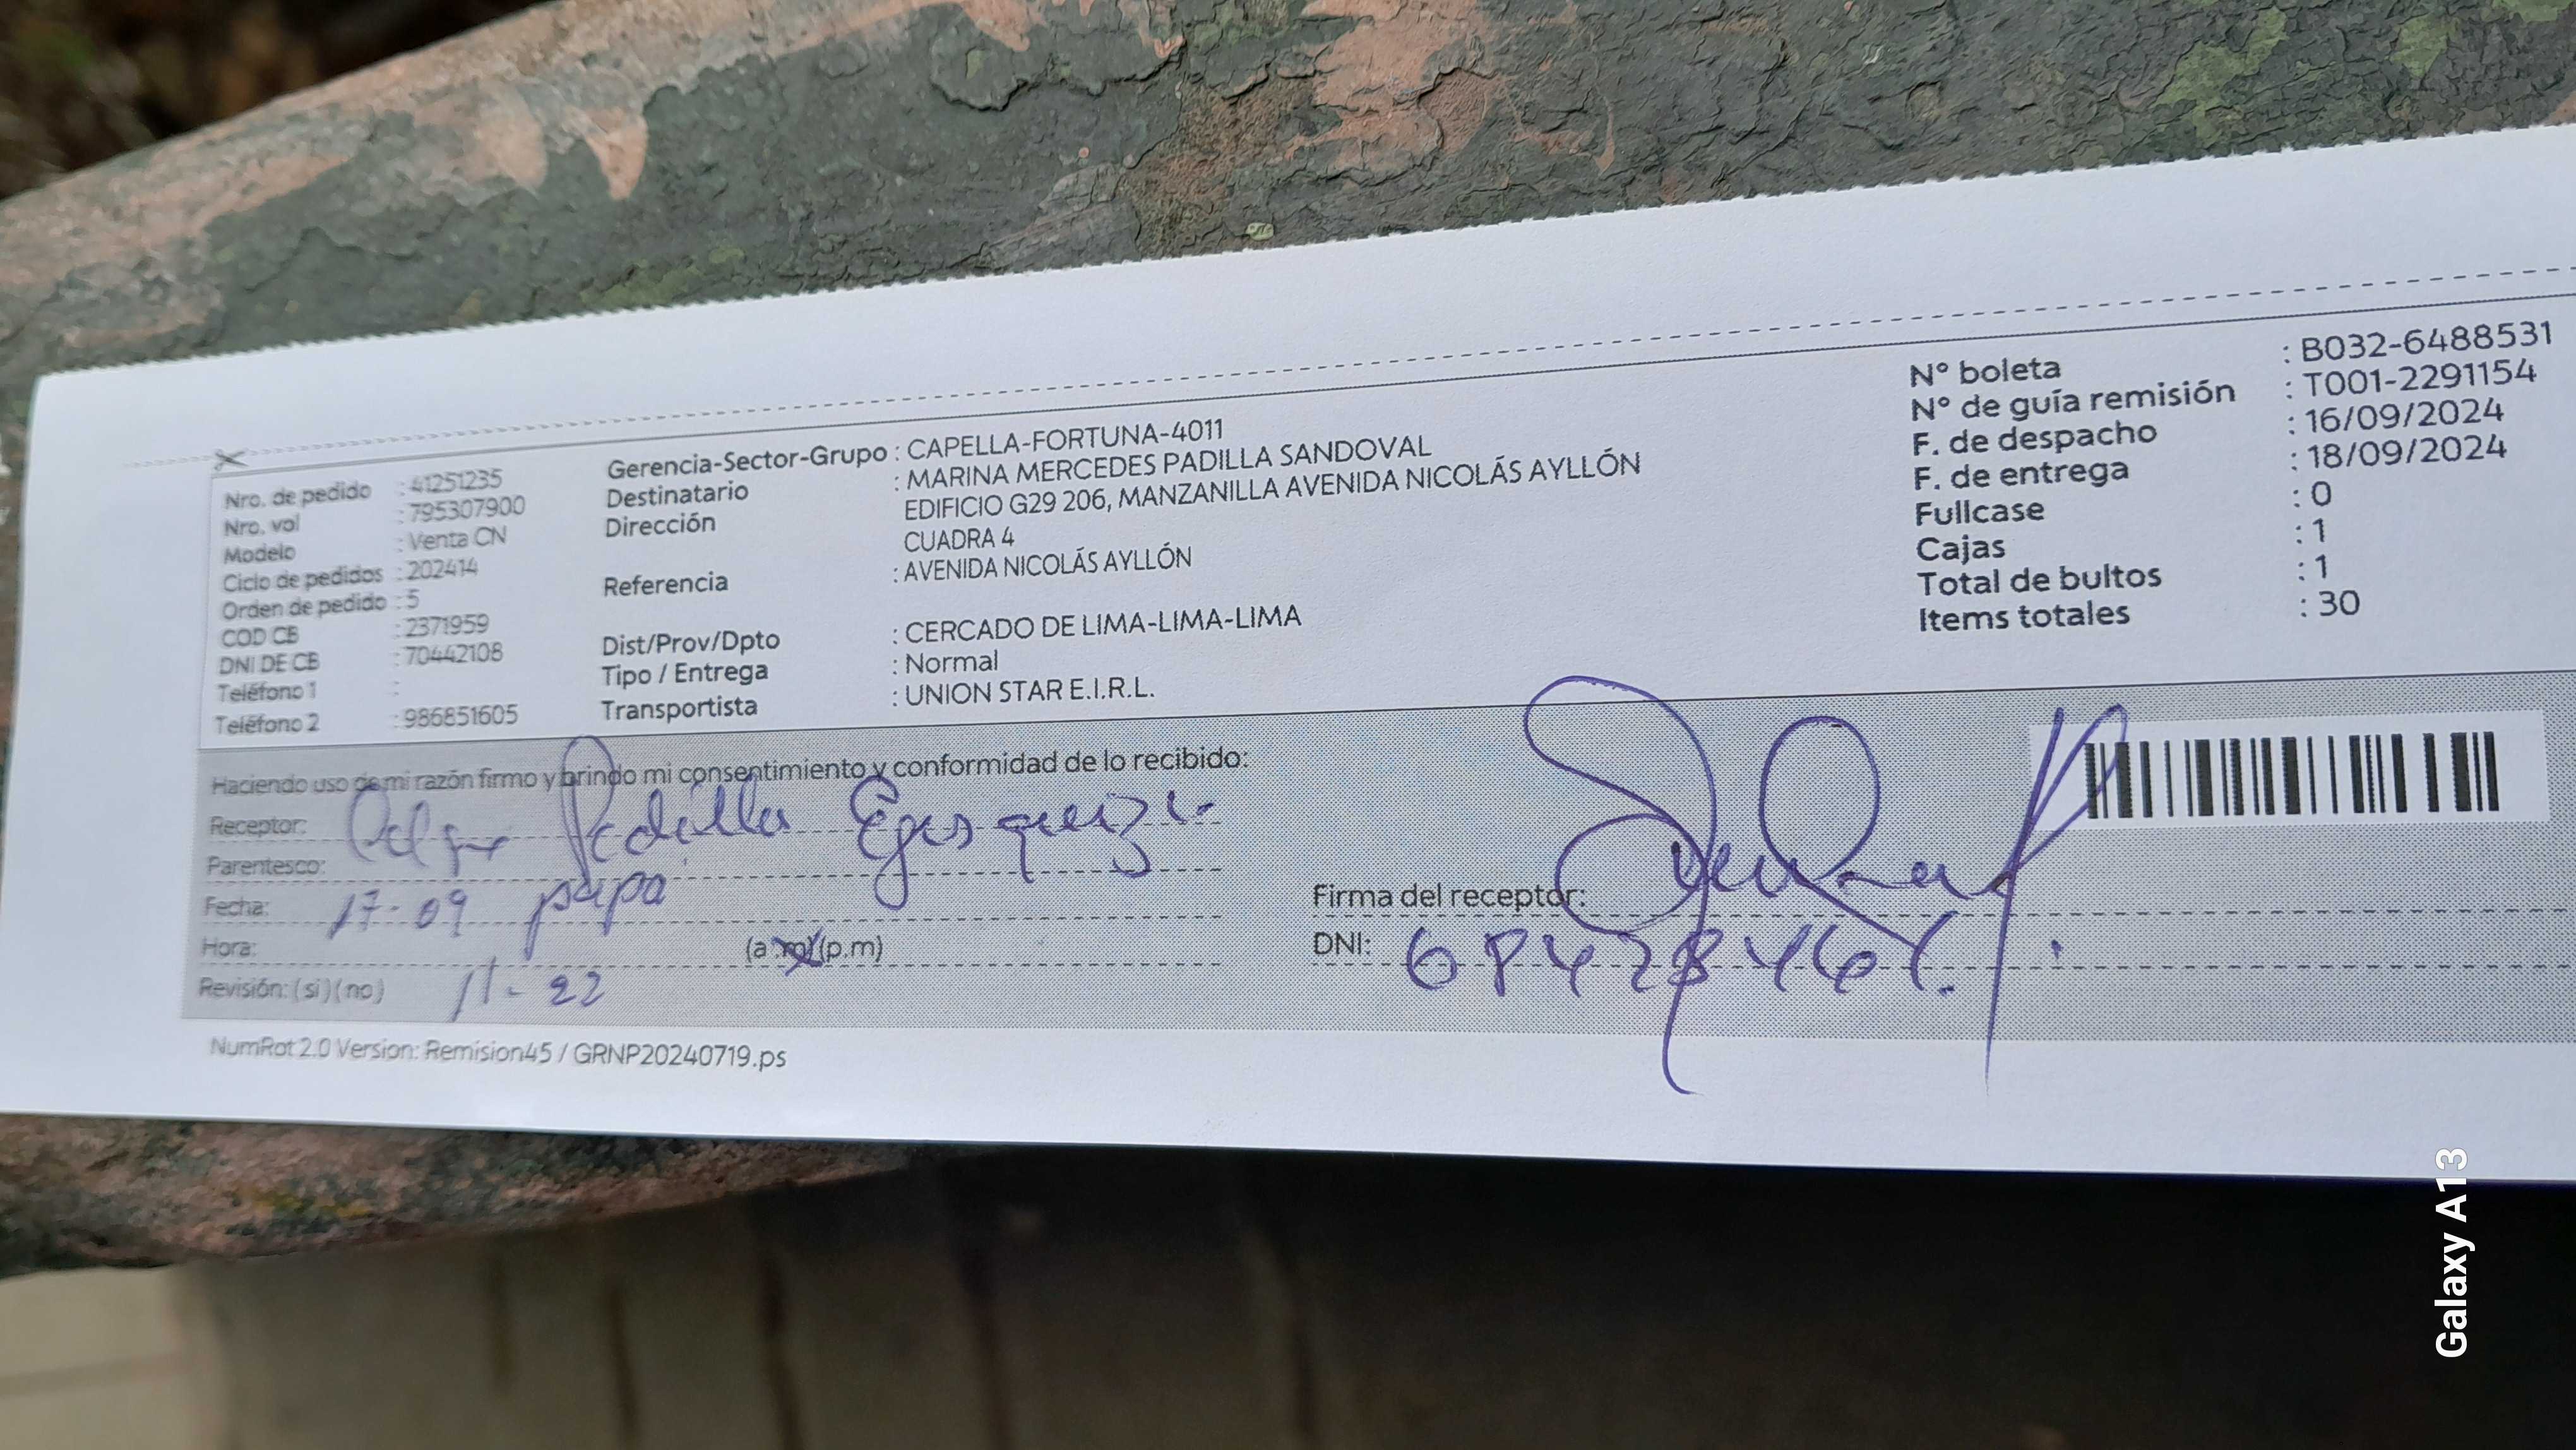 Nro. de pedido : 41251235
Nro. vol : 795307900
Modelo : Venta CN
Ciclo de pedidos : 202414
Orden de pedido : 5
COD CB : 2371959
DNI DE CB : 70442108
Teléfono 1 :
Teléfono 2 : 986851605
Gerencia-Sector-Grupo : CAPELLA-FORTUNA-4011
Destinatario : MARINA MERCEDES PADILLA SANDOVAL
Dirección EDIFICIO G29 206, MANZANILLA AVENIDA NICOLÁS AYLLÓN
CUADRA 4
Referencia : AVENIDA NICOLÁS AYLLÓN
Dist/Prov/Dpto : CERCADO DE LIMA-LIMA-LIMA
Tipo / Entrega : Normal
Transportista : UNION STAR E.I.R.L.
N° boleta : B032-6488531
N° de guía remisión : T001-2291154
F. de despacho : 16/09/2024
F. de entrega : 18/09/2024
Fullcase : 0
Cajas : 1
Total de bultos : 1
Items totales : 30
Haciendo uso de mi razón firmo y brindo mi consentimiento y conformidad de lo recibido:
Receptor: Padilla
Parentesco: papa
Fecha: 17-09
Hora: (a.m)(p.m)
Revisión: (si)(no) 11-22
Firma del receptor:
DNI:
NumRot 2.0 Version: Remision45 / GRNP20240719.ps
Galaxy A13